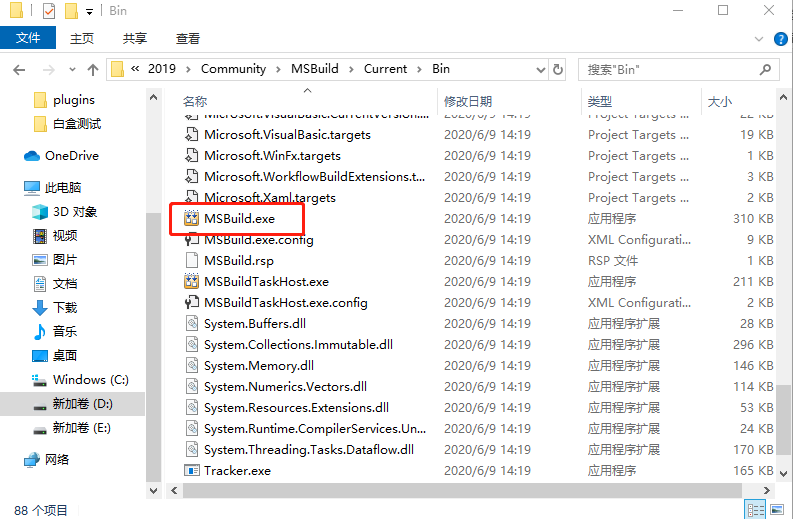 Bin
文件 主页 共享 查看
« 2019 Community MSBuild Current Bin 搜索"Bin"
plugins
白盒测试
OneDrive
此电脑
3D 对象
视频
图片
文档
下载
音乐
桌面
Windows (C:)
新加卷 (D:)
新加卷 (E:)
网络
名称 修改日期 类型 大小
Microsoft.VisualBasic.CurrentVersion.... 2020/6/9 14:19 Project Targets ... 22 KB
Microsoft.VisualBasic.targets 2020/6/9 14:19 Project Targets ... 19 KB
Microsoft.WinFx.targets 2020/6/9 14:19 Project Targets ... 1 KB
Microsoft.WorkflowBuildExtensions.t... 2020/6/9 14:19 Project Targets ... 3 KB
Microsoft.Xaml.targets 2020/6/9 14:19 Project Targets ... 2 KB
MSBuild.exe 2020/6/9 14:19 应用程序 310 KB
MSBuild.exe.config 2020/6/9 14:19 XML Configurati... 9 KB
MSBuild.rsp 2020/6/9 14:19 RSP 文件 1 KB
MSBuildTaskHost.exe 2020/6/9 14:19 应用程序 211 KB
MSBuildTaskHost.exe.config 2020/6/9 14:19 XML Configurati... 2 KB
System.Buffers.dll 2020/6/9 14:19 应用程序扩展 28 KB
System.Collections.Immutable.dll 2020/6/9 14:19 应用程序扩展 296 KB
System.Memory.dll 2020/6/9 14:19 应用程序扩展 146 KB
System.Numerics.Vectors.dll 2020/6/9 14:19 应用程序扩展 114 KB
System.Resources.Extensions.dll 2020/6/9 14:19 应用程序扩展 53 KB
System.Runtime.CompilerServices.Un... 2020/6/9 14:19 应用程序扩展 24 KB
System.Threading.Tasks.Dataflow.dll 2020/6/9 14:19 应用程序扩展 170 KB
Tracker.exe 2020/6/9 14:19 应用程序 165 KB
88 个项目